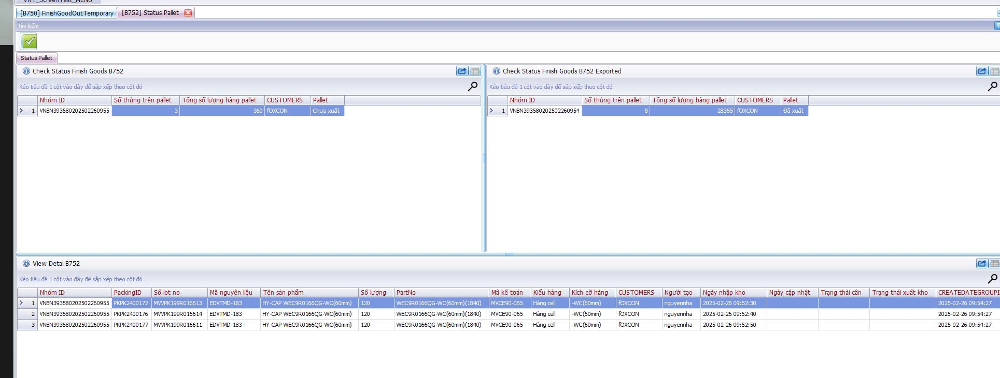 VNT_ScreenTest_MENU
[B750] FinishGoodOutTemporary [B752] Status Pallet
Tìm kiếm
Status Pallet
Check Status Finish Goods B752
Kéo tiêu đề 1 cột vào đây để sắp xếp theo cột đó
Nhóm ID Số thùng trên pallet Tổng số lượng hàng pallet CUSTOMERS Pallet
1 VNBN393580202502260955 3 360 fOXCON Chưa xuất
Check Status Finish Goods B752 Exported
Kéo tiêu đề 1 cột vào đây để sắp xếp theo cột đó
Nhóm ID Số thùng trên pallet Tổng số lượng hàng pallet CUSTOMERS Pallet
1 VNBN393580202502260954 8 28355 fOXCON Đã xuất
View Detai B752
Kéo tiêu đề 1 cột vào đây để sắp xếp theo cột đó
Nhóm ID PackingID Số lot no Mã nguyên liệu Tên sản phẩm Số lượng PartNo Mã kế toán Kiểu hàng Kích cỡ hàng CUSTOMERS Người tạo Ngày nhập kho Ngày cập nhật Trạng thái cân Trạng thái xuất kho CREATEDATEGROUPI
1 VNBN393580202502260955 PKPK2400172 MVVPK199R016613 EDVTMD-183 HY-CAP WEC9R0166QG-WC(60mm) 120 WEC9R0166QG-WC(60mm)(1840) MVCE90-065 Hàng cell -WC(60mm) fOXCON nguyennha 2025-02-26 09:52:30 2025-02-26 09:54:27
2 VNBN393580202502260955 PKPK2400176 MVVPK199R016614 EDVTMD-183 HY-CAP WEC9R0166QG-WC(60mm) 120 WEC9R0166QG-WC(60mm)(1840) MVCE90-065 Hàng cell -WC(60mm) fOXCON nguyennha 2025-02-26 09:52:40 2025-02-26 09:54:27
3 VNBN393580202502260955 PKPK2400177 MVVPK199R016611 EDVTMD-183 HY-CAP WEC9R0166QG-WC(60mm) 120 WEC9R0166QG-WC(60mm)(1840) MVCE90-065 Hàng cell -WC(60mm) fOXCON nguyennha 2025-02-26 09:52:50 2025-02-26 09:54:27